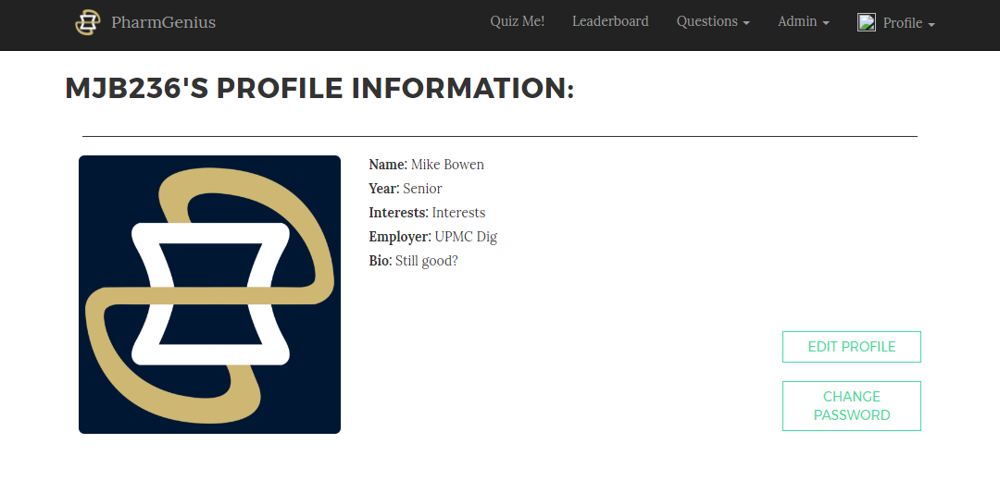 PharmGenius Quiz Me! Leaderboard Questions Admin Profile
MJB236'S PROFILE INFORMATION:
Name: Mike Bowen
Year: Senior
Interests: Interests
Employer: UPMC Dig
Bio: Still good?
EDIT PROFILE
CHANGE
PASSWORD